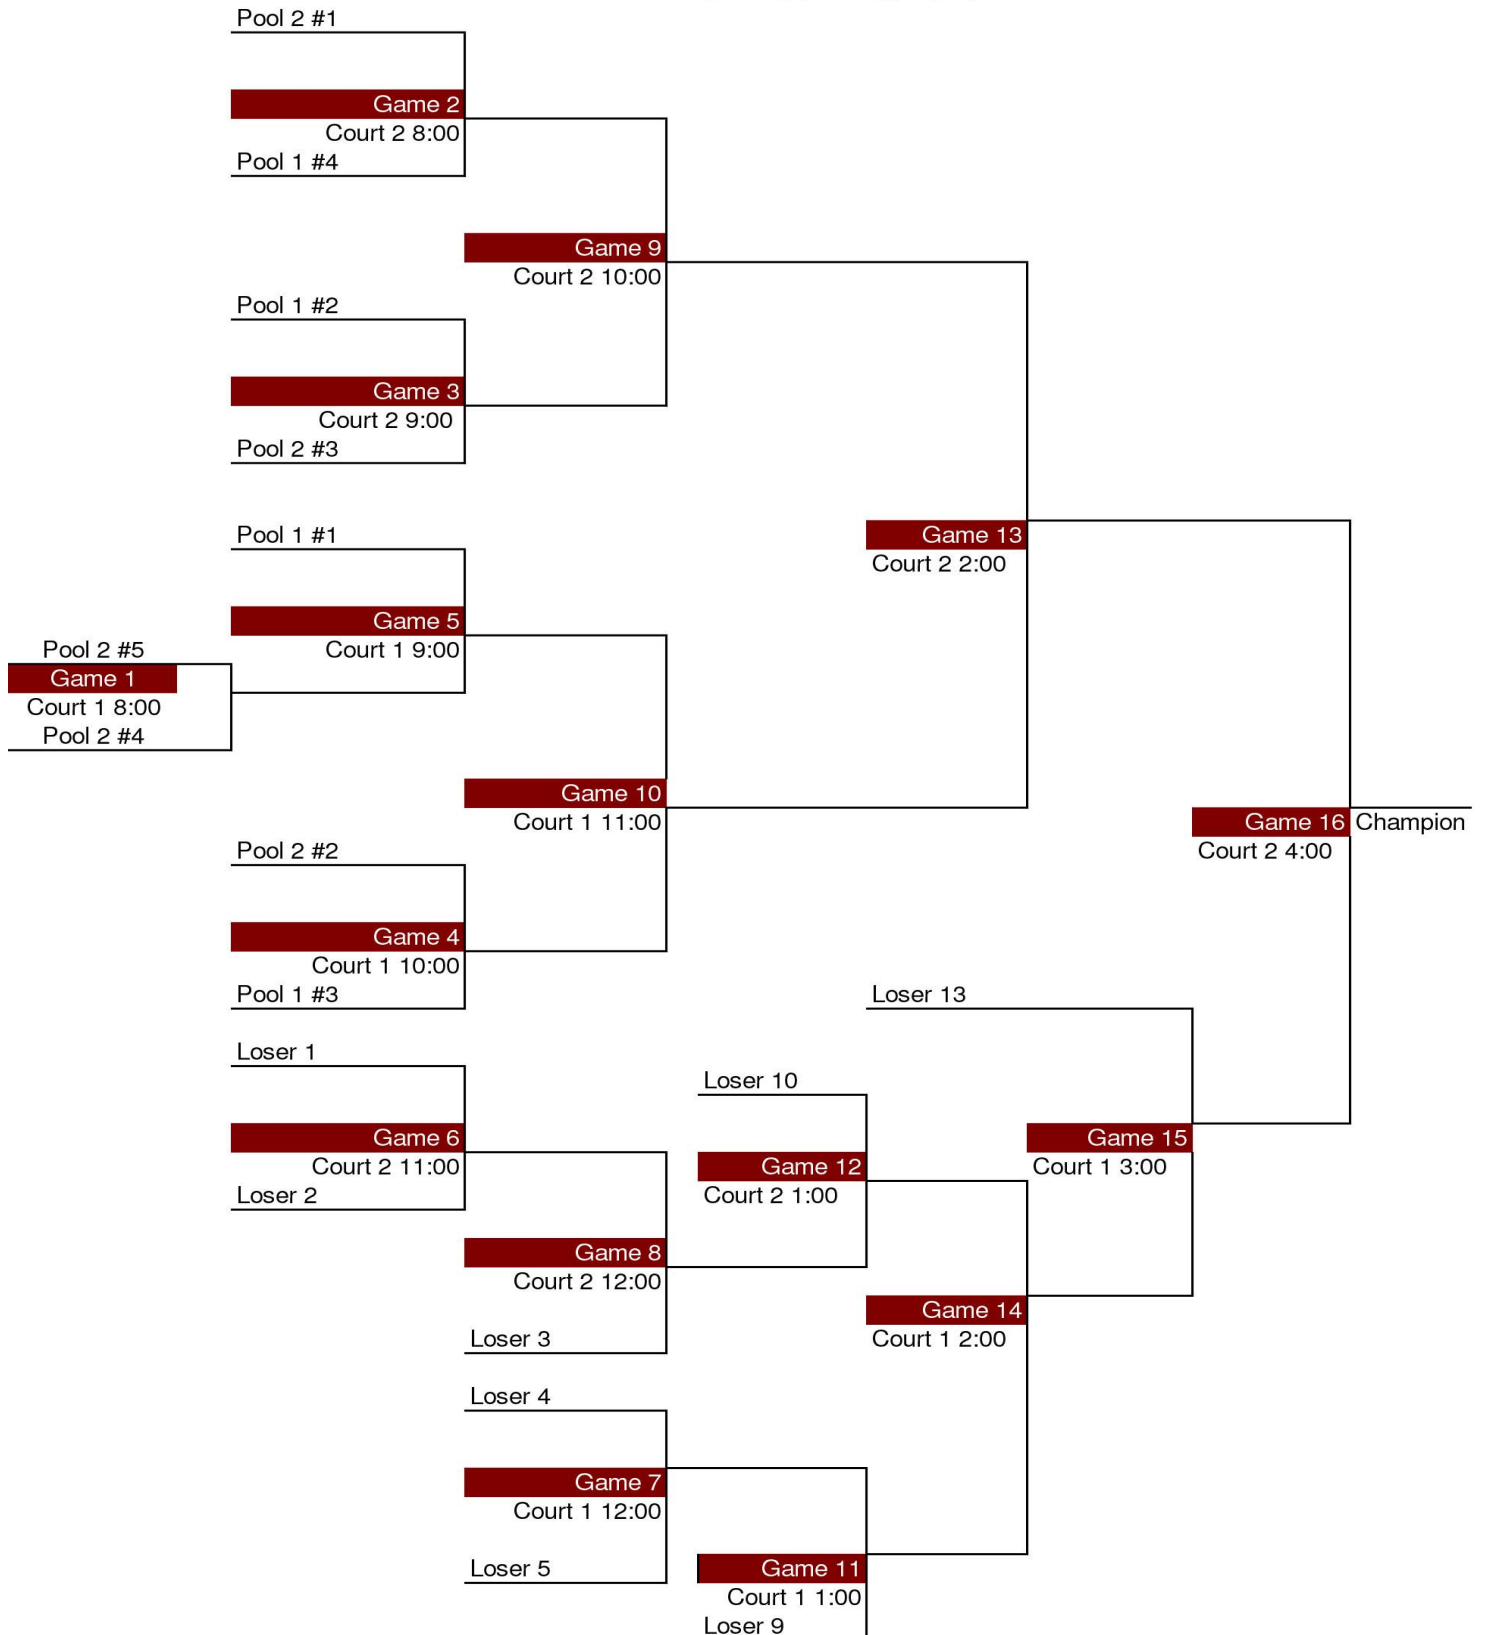 Pool 2 #1
Game 2
Court 2 8:00
Pool 1 #4
Game 9
Court 2 10:00
Pool 1 #2
Game 3
Court 2 9:00
Pool 2 #3
Pool 1 #1
Game 13
Court 2 2:00
Game 5
Court 1 9:00
Pool 2 #5
Game 1
Court 1 8:00
Pool 2 #4
Game 10
Court 1 11:00
Game 16 Champion
Court 2 4:00
Pool 2 #2
Game 4
Court 1 10:00
Pool 1 #3
Loser 13
Loser 1
Loser 10
Game 6
Court 2 11:00
Loser 2
Game 12
Court 2 1:00
Game 15
Court 1 3:00
Game 8
Court 2 12:00
Loser 3
Game 14
Court 1 2:00
Loser 4
Game 7
Court 1 12:00
Loser 5
Game 11
Court 1 1:00
Loser 9